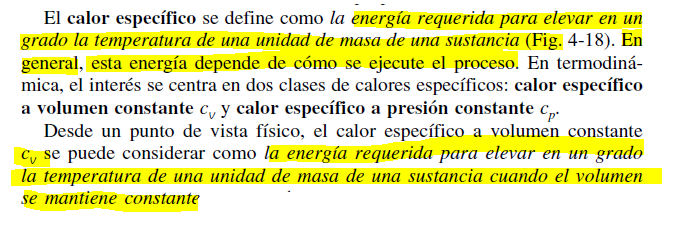 El calor específico se define como la energía requerida para elevar en un
grado la temperatura de una unidad de masa de una sustancia (Fig. 4-18). En
general, esta energía depende de cómo se ejecute el proceso. En termodiná-
mica, el interés se centra en dos clases de calores específicos: calor específico
a volumen constante cv y calor específico a presión constante cp.
Desde un punto de vista físico, el calor específico a volumen constante
cv se puede considerar como la energía requerida para elevar en un grado
la temperatura de una unidad de masa de una sustancia cuando el volumen
se mantiene constante